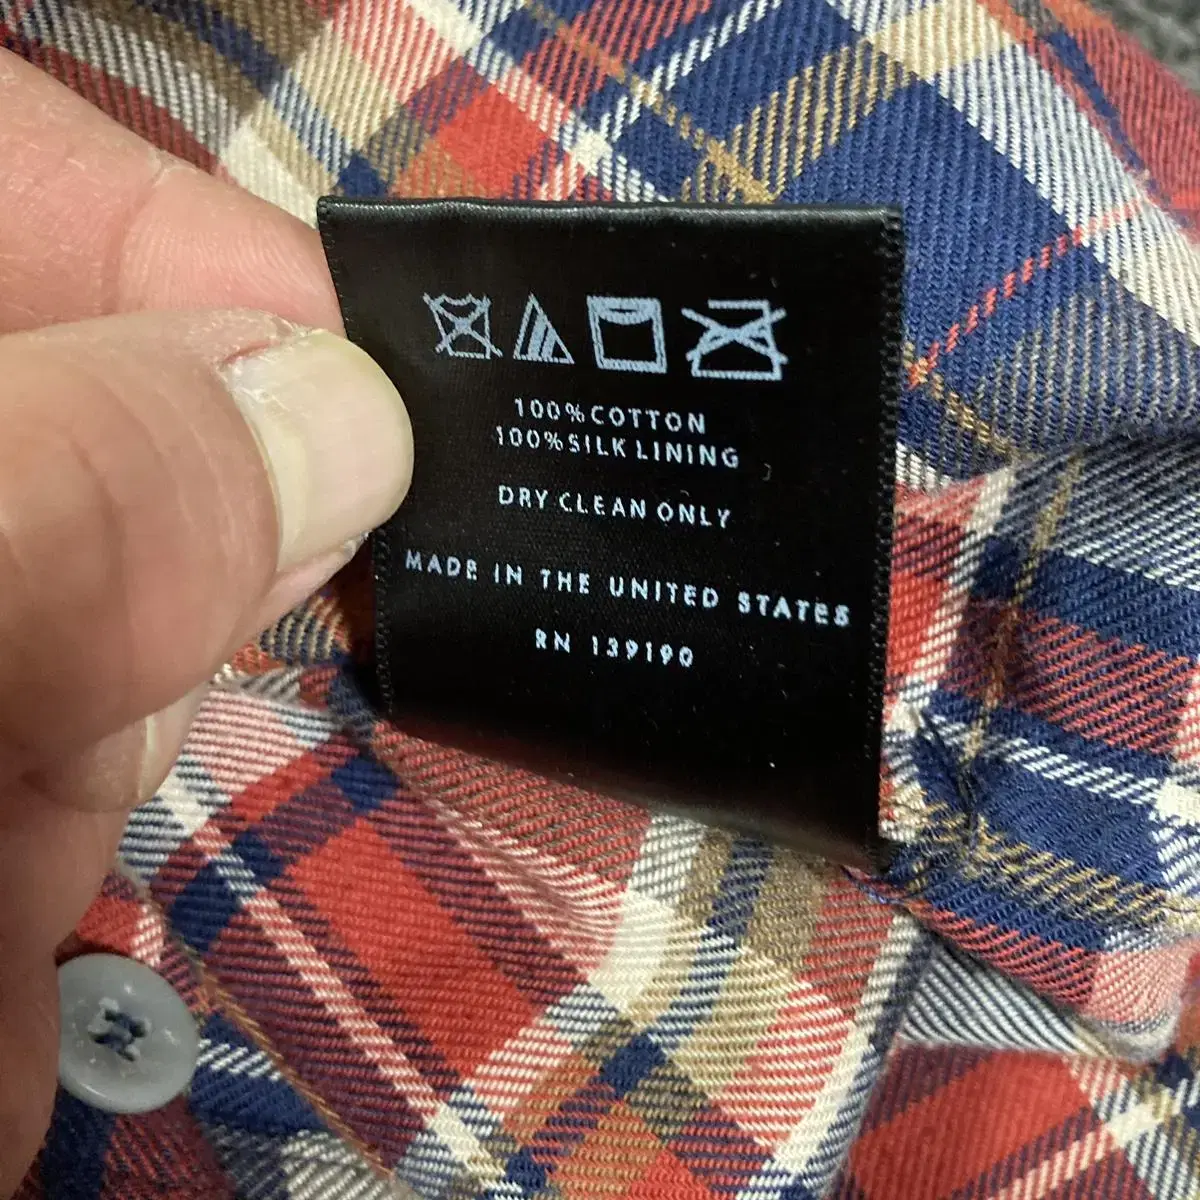 100% COTTON
100% SILK LINING
DRY CLEAN ONLY
MADE IN THE UNITED STATES
RN 139190